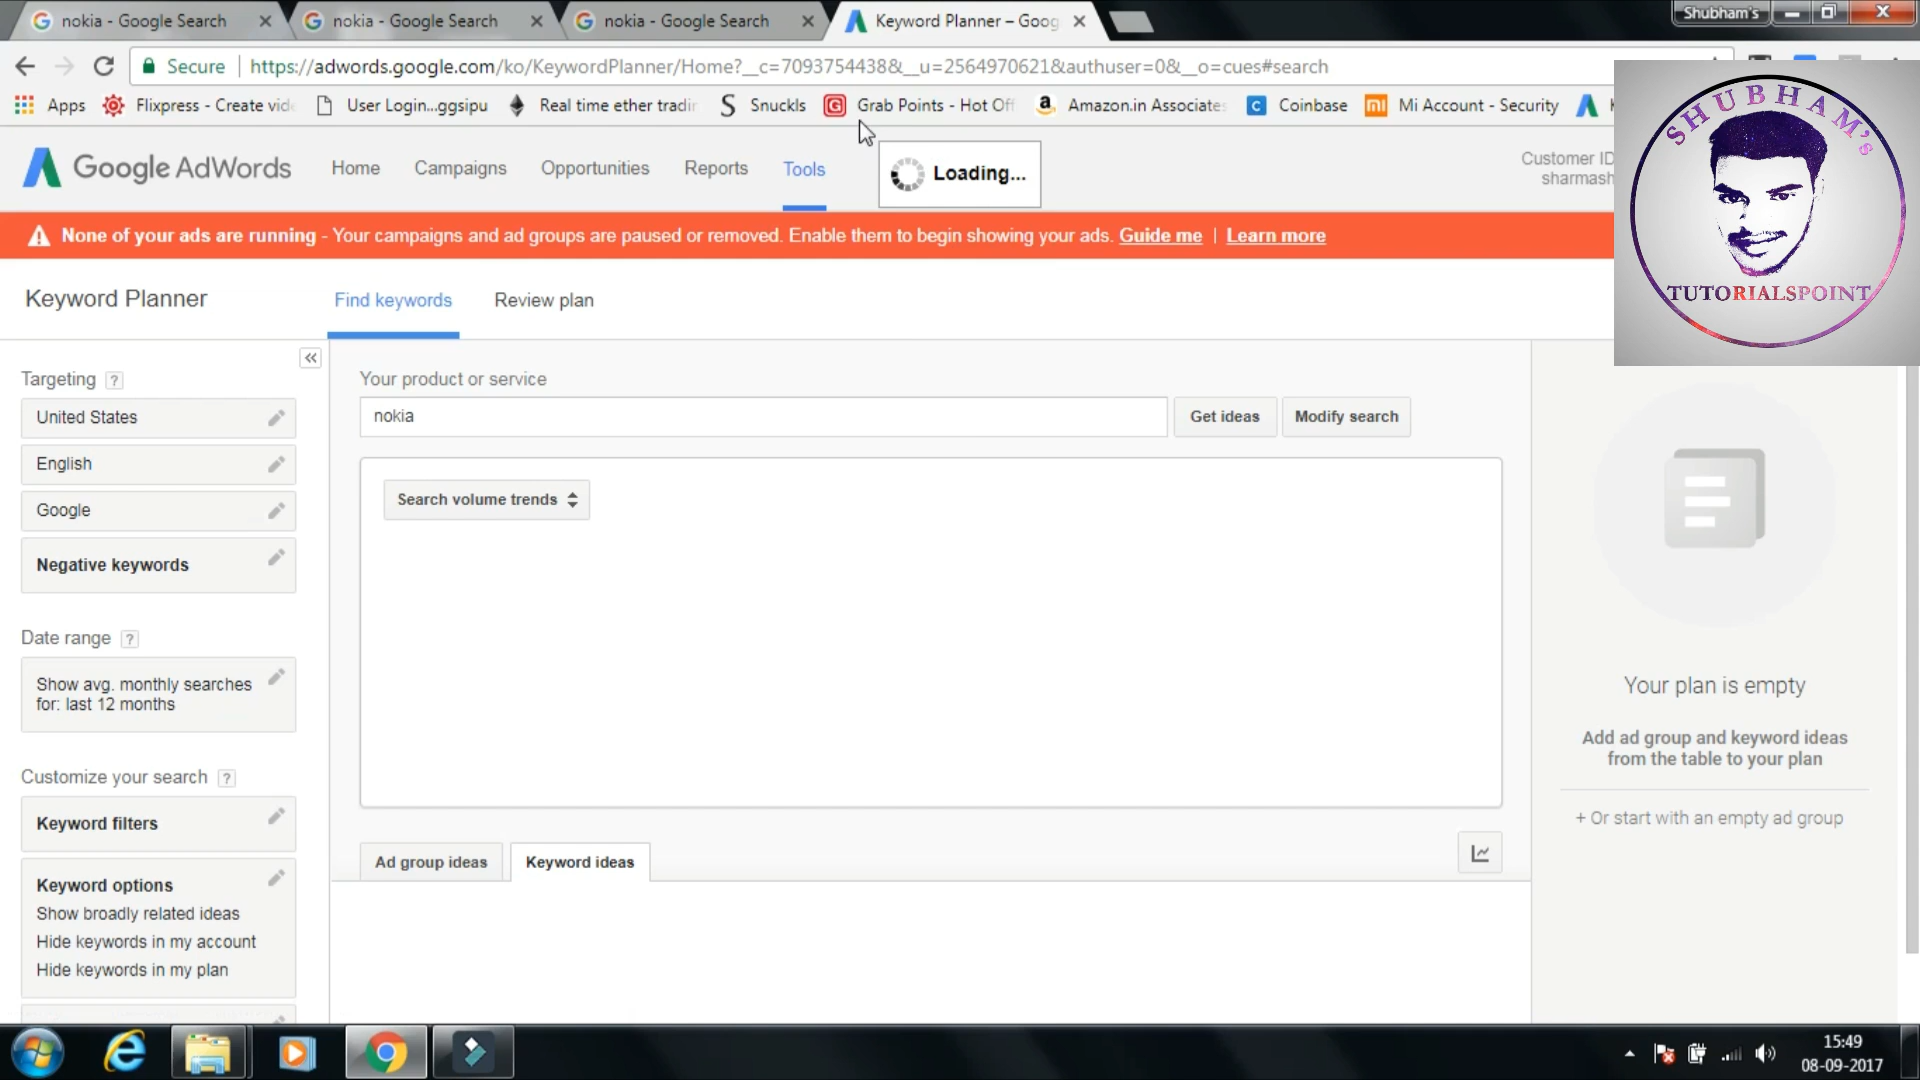 nokia - Google Search
nokia - Google Search
nokia - Google Search
Keyword Planner – Goog
Shubham's
Secure
https://adwords.google.com/ko/KeywordPlanner/Home?__c=7093754438&__u=2564970621&authuser=0&__o=cues#search
Apps
Flixpress - Create vide
User Login...ggsipu
Real time ether tradin
Snuckls
Grab Points - Hot Off
Amazon.in Associates
Coinbase
Mi Account - Security
SHUBHAM's
TUTORIALSPOINT
Google AdWords
Home
Campaigns
Opportunities
Reports
Tools
Loading...
Customer ID
sharmash
None of your ads are running - Your campaigns and ad groups are paused or removed. Enable them to begin showing your ads. Guide me | Learn more
Keyword Planner
Find keywords
Review plan
Targeting ?
United States
English
Google
Negative keywords
Date range ?
Show avg. monthly searches
for: last 12 months
Customize your search ?
Keyword filters
Keyword options
Show broadly related ideas
Hide keywords in my account
Hide keywords in my plan
Your product or service
nokia
Get ideas
Modify search
Search volume trends
Ad group ideas
Keyword ideas
Your plan is empty
Add ad group and keyword ideas
from the table to your plan
+ Or start with an empty ad group
15:49
08-09-2017